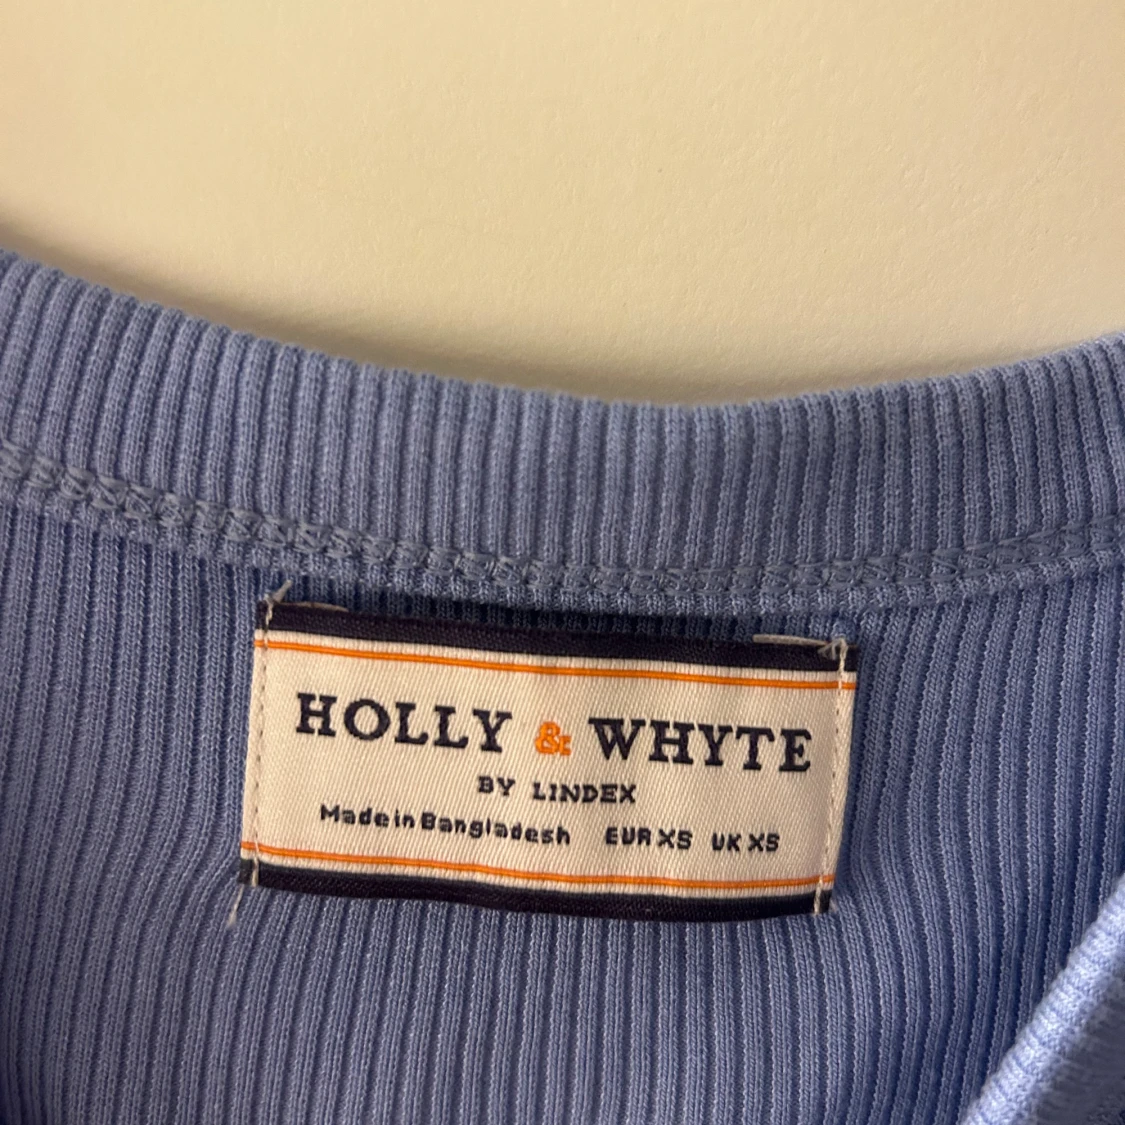 HOLLY & WHYTE
BY LINDEX
Made in Bangladesh EUR XS UK XS